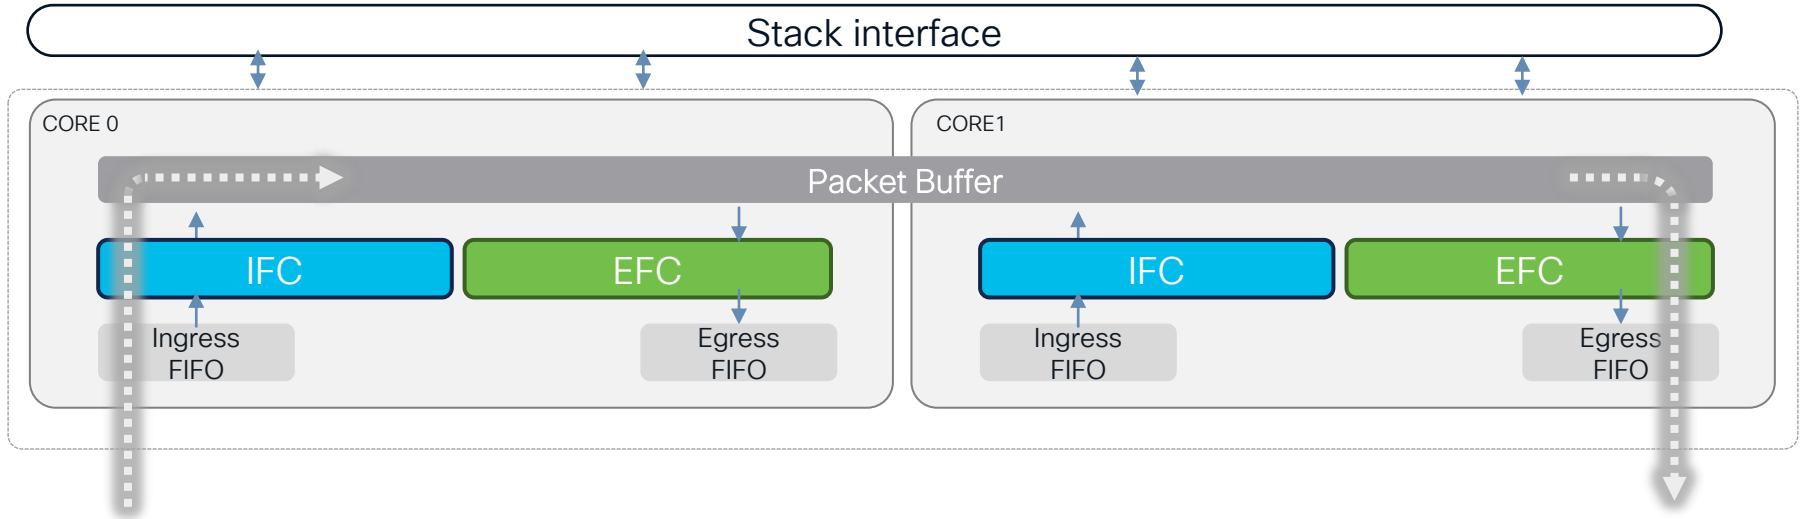 Stack interface
CORE 0
CORE1
Packet Buffer
IFC
EFC
IFC
EFC
Ingress
FIFO
Egress
FIFO
Ingress
FIFO
Egress
FIFO